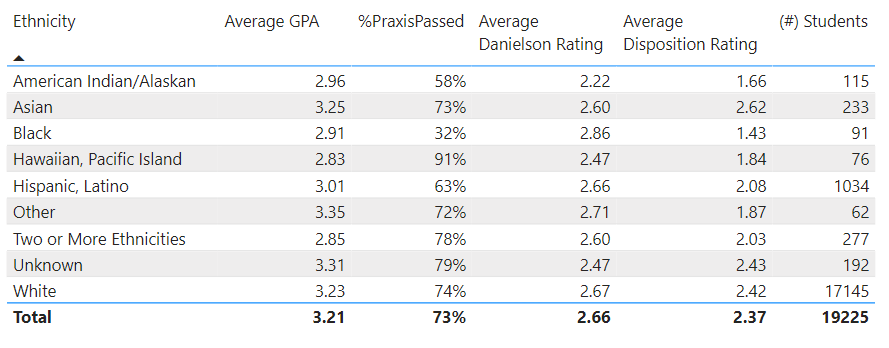 Ethnicity Average GPA %PraxisPassed Average Danielson Rating Average Disposition Rating (#) Students
American Indian/Alaskan 2.96 58% 2.22 1.66 115
Asian 3.25 73% 2.60 2.62 233
Black 2.91 32% 2.86 1.43 91
Hawaiian, Pacific Island 2.83 91% 2.47 1.84 76
Hispanic, Latino 3.01 63% 2.66 2.08 1034
Other 3.35 72% 2.71 1.87 62
Two or More Ethnicities 2.85 78% 2.60 2.03 277
Unknown 3.31 79% 2.47 2.43 192
White 3.23 74% 2.67 2.42 17145
Total 3.21 73% 2.66 2.37 19225